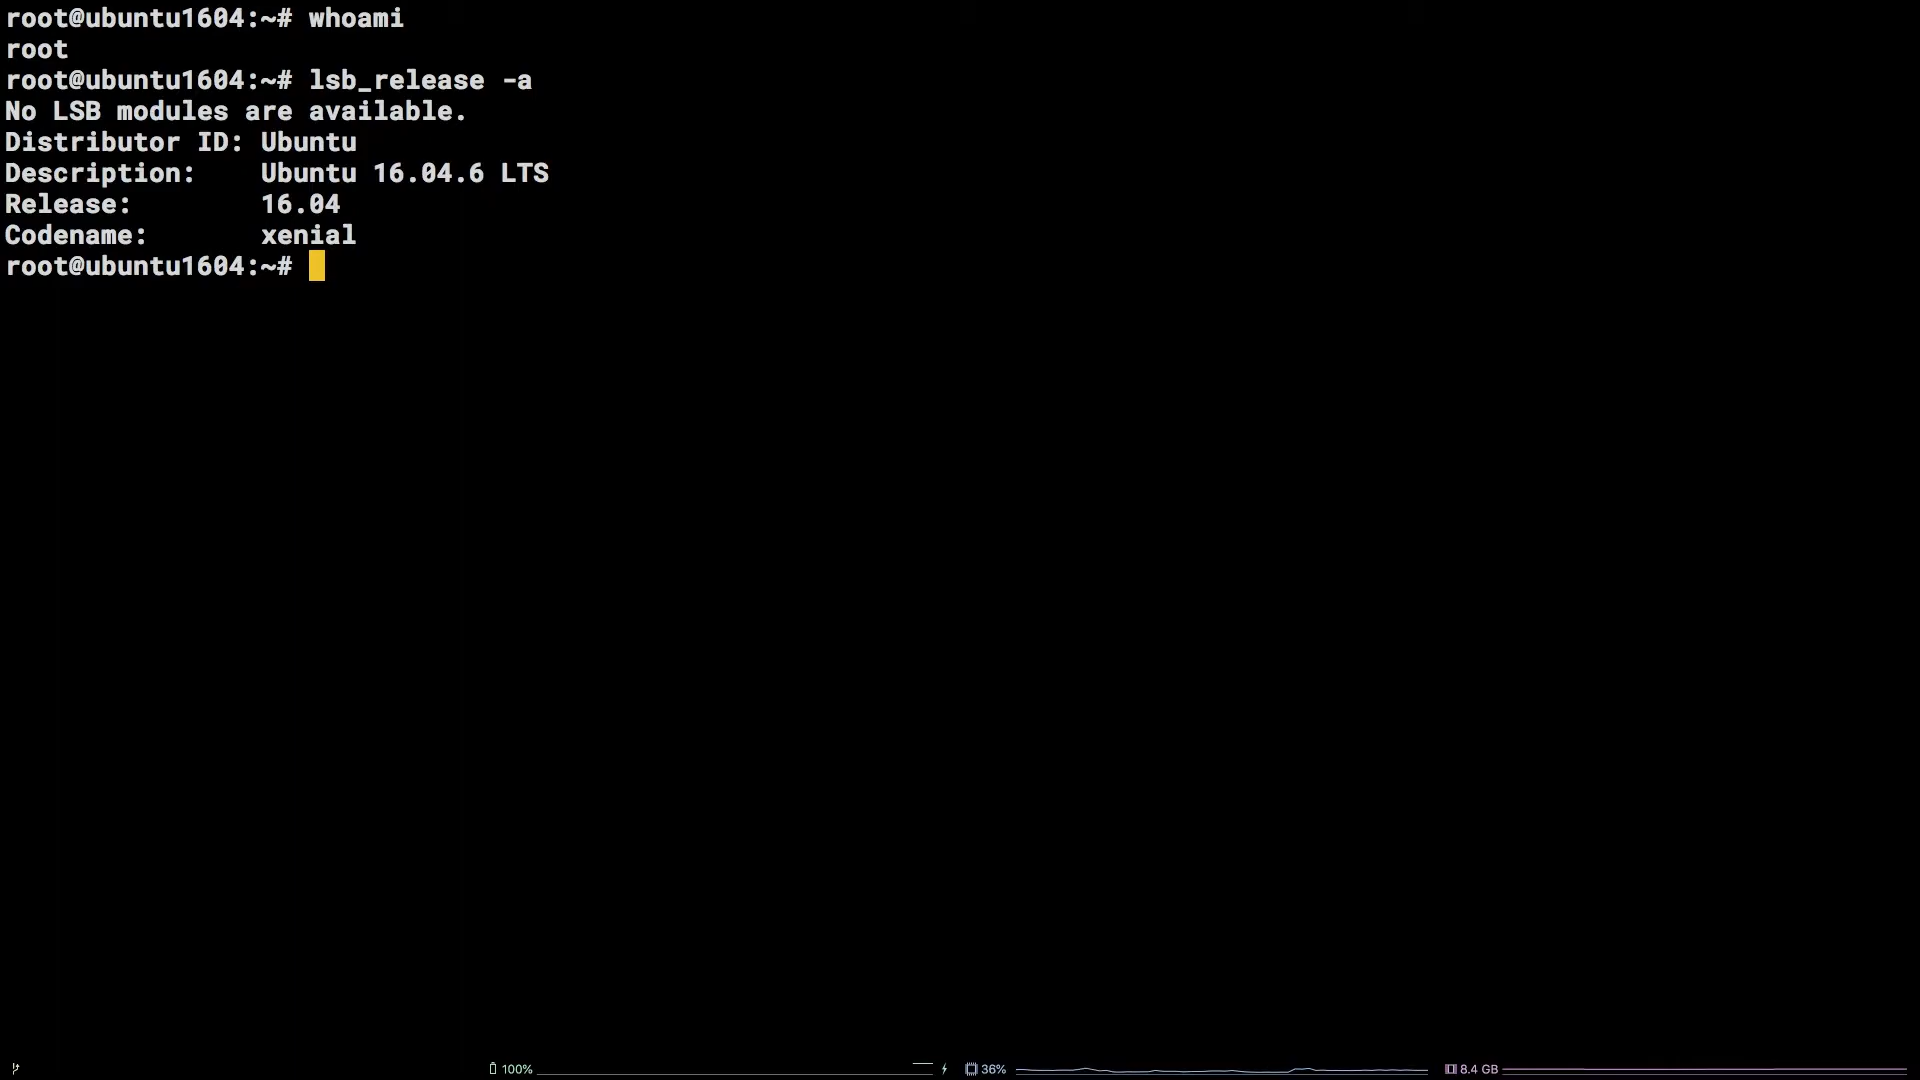 root@ubuntu1604:~# whoami
root
root@ubuntu1604:~# lsb_release -a
No LSB modules are available.
Distributor ID: Ubuntu
Description:    Ubuntu 16.04.6 LTS
Release:        16.04
Codename:       xenial
root@ubuntu1604:~#
100% 36% 8.4 GB